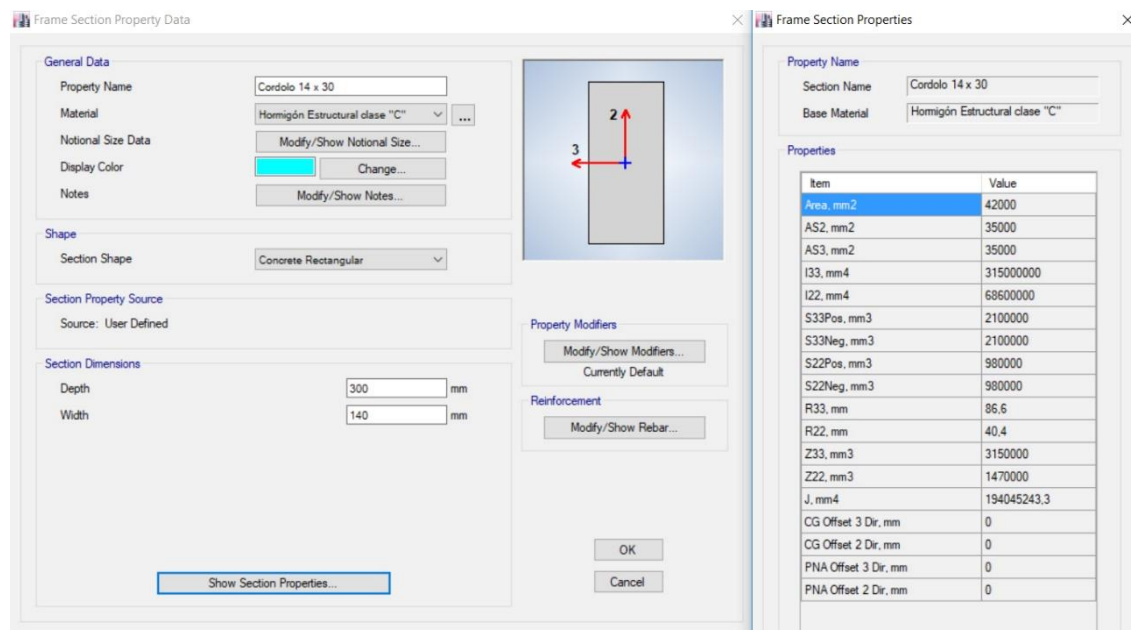 Frame Section Property Data
General Data
Property Name Cordolo 14 x 30
Material Hormigón Estructural clase "C" ...
Notional Size Data Modify/Show Notional Size...
Display Color Change...
Notes Modify/Show Notes...
Shape
Section Shape Concrete Rectangular
Section Property Source
Source: User Defined
Section Dimensions
Depth 300 mm
Width 140 mm
Show Section Properties...
2
3
Property Modifiers
Modify/Show Modifiers...
Currently Default
Reinforcement
Modify/Show Rebar...
OK
Cancel
Frame Section Properties
Property Name
Section Name Cordolo 14 x 30
Base Material Hormigón Estructural clase "C"
Properties
Item Value
Area, mm2 42000
AS2, mm2 35000
AS3, mm2 35000
I33, mm4 315000000
I22, mm4 68600000
S33Pos, mm3 2100000
S33Neg, mm3 2100000
S22Pos, mm3 980000
S22Neg, mm3 980000
R33, mm 86,6
R22, mm 40,4
Z33, mm3 3150000
Z22, mm3 1470000
J, mm4 194045243,3
CG Offset 3 Dir, mm 0
CG Offset 2 Dir, mm 0
PNA Offset 3 Dir, mm 0
PNA Offset 2 Dir, mm 0